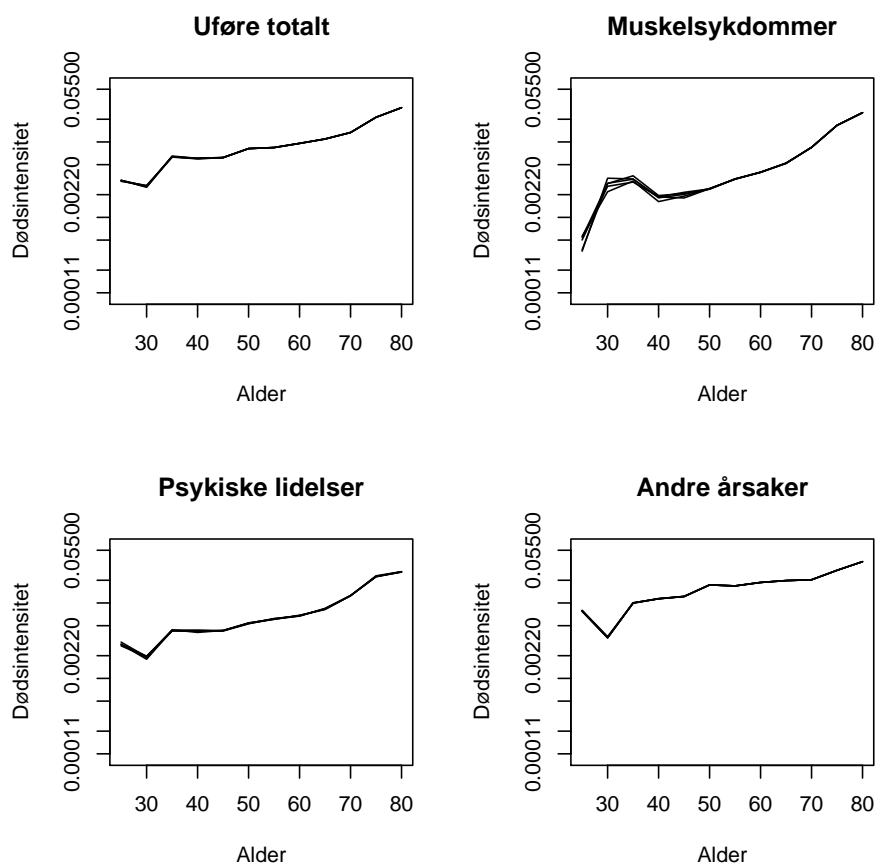 Uføre totalt
Dødsintensitet
0.05500
0.00220
0.00011
30 40 50 60 70 80
Alder
Muskelsykdommer
Dødsintensitet
0.05500
0.00220
0.00011
30 40 50 60 70 80
Alder
Psykiske lidelser
Dødsintensitet
0.05500
0.00220
0.00011
30 40 50 60 70 80
Alder
Andre årsaker
Dødsintensitet
0.05500
0.00220
0.00011
30 40 50 60 70 80
Alder